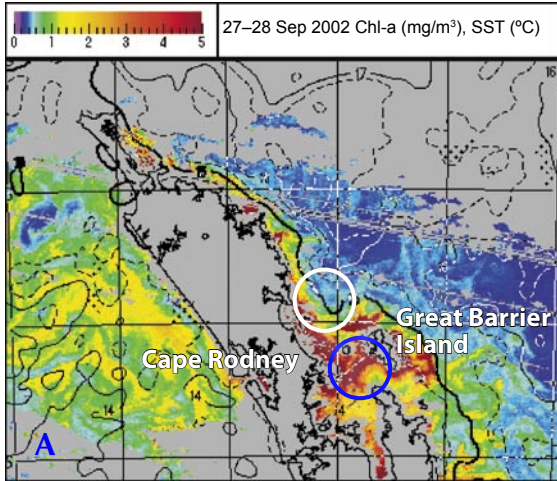 0 1 2 3 4 5
27–28 Sep 2002 Chl-a (mg/m³), SST (ºC)
17
16
Great Barrier
Island
Cape Rodney
14
14
A